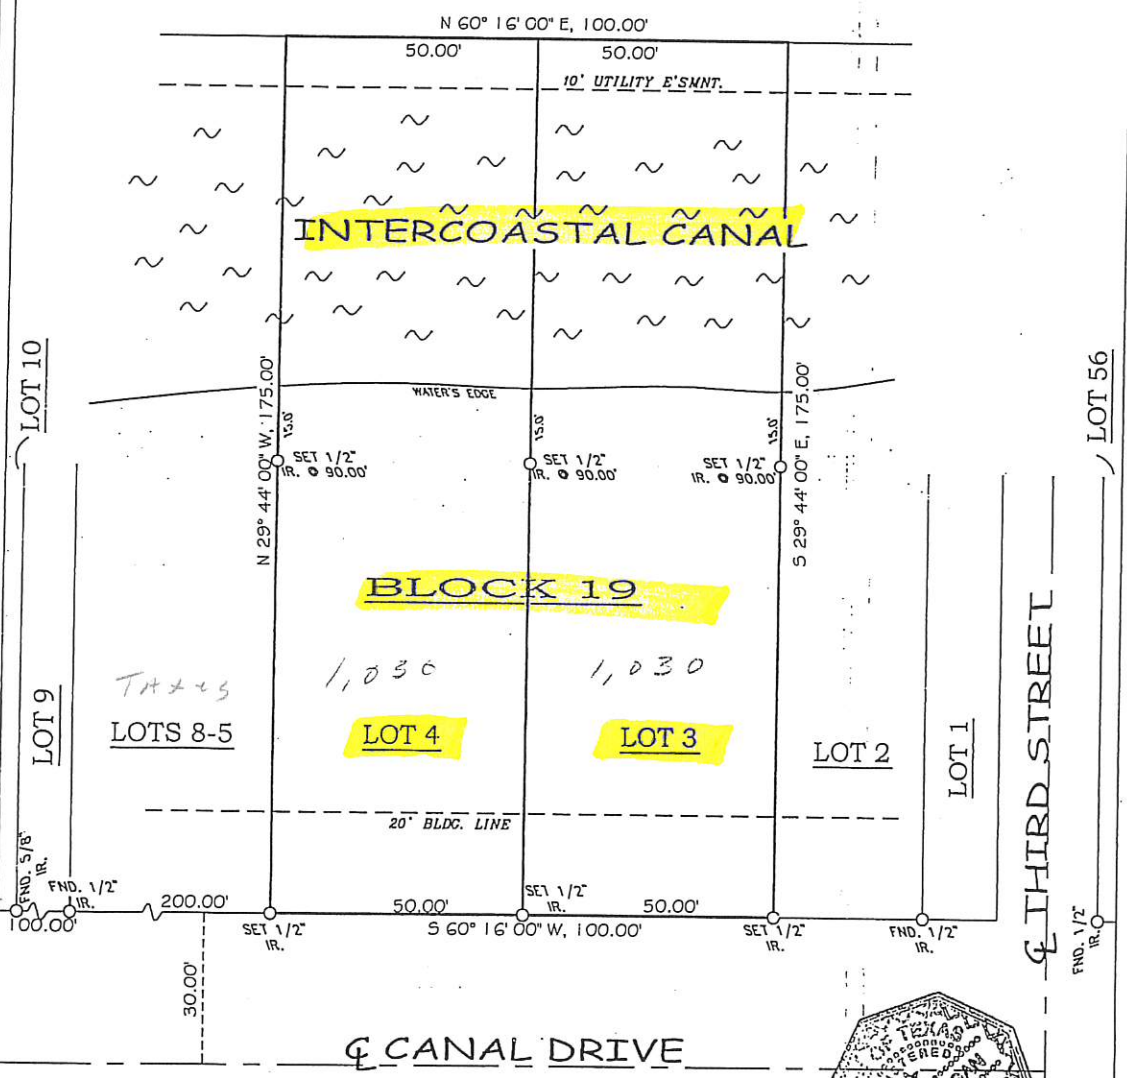 N 60° 16' 00" E, 100.00'
50.00'
50.00'
10' UTILITY E'SMNT.
INTERCOASTAL CANAL
LOT 10
LOT 56
WATER'S EDGE
N 29° 44' 00" W, 175.00'
S 29° 44' 00" E, 175.00'
15.0'
15.0'
15.0'
SET 1/2"
IR. @ 90.00'
SET 1/2"
IR. @ 90.00'
SET 1/2"
IR. @ 90.00'
BLOCK 19
1,030
1,030
Taxes
LOT 9
LOTS 8-5
LOT 4
LOT 3
LOT 2
LOT 1
℄ THIRD STREET
20' BLDG. LINE
FND. 5/8"
IR.
FND. 1/2"
IR.
100.00'
200.00'
SET 1/2"
IR.
50.00'
SET 1/2"
IR.
50.00'
S 60° 16' 00" W, 100.00'
SET 1/2"
IR.
FND. 1/2"
IR.
FND. 1/2"
IR.
30.00'
℄ CANAL DRIVE
OF TEXAS